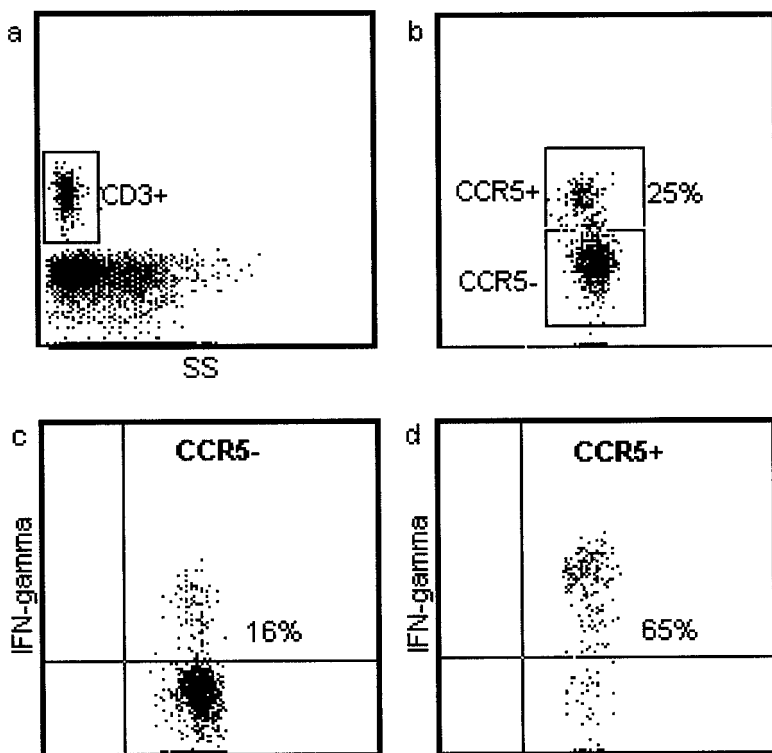 a
CD3+
SS
b
CCR5+
25%
CCR5-
c
CCR5-
IFN-gamma
16%
d
CCR5+
IFN-gamma
65%